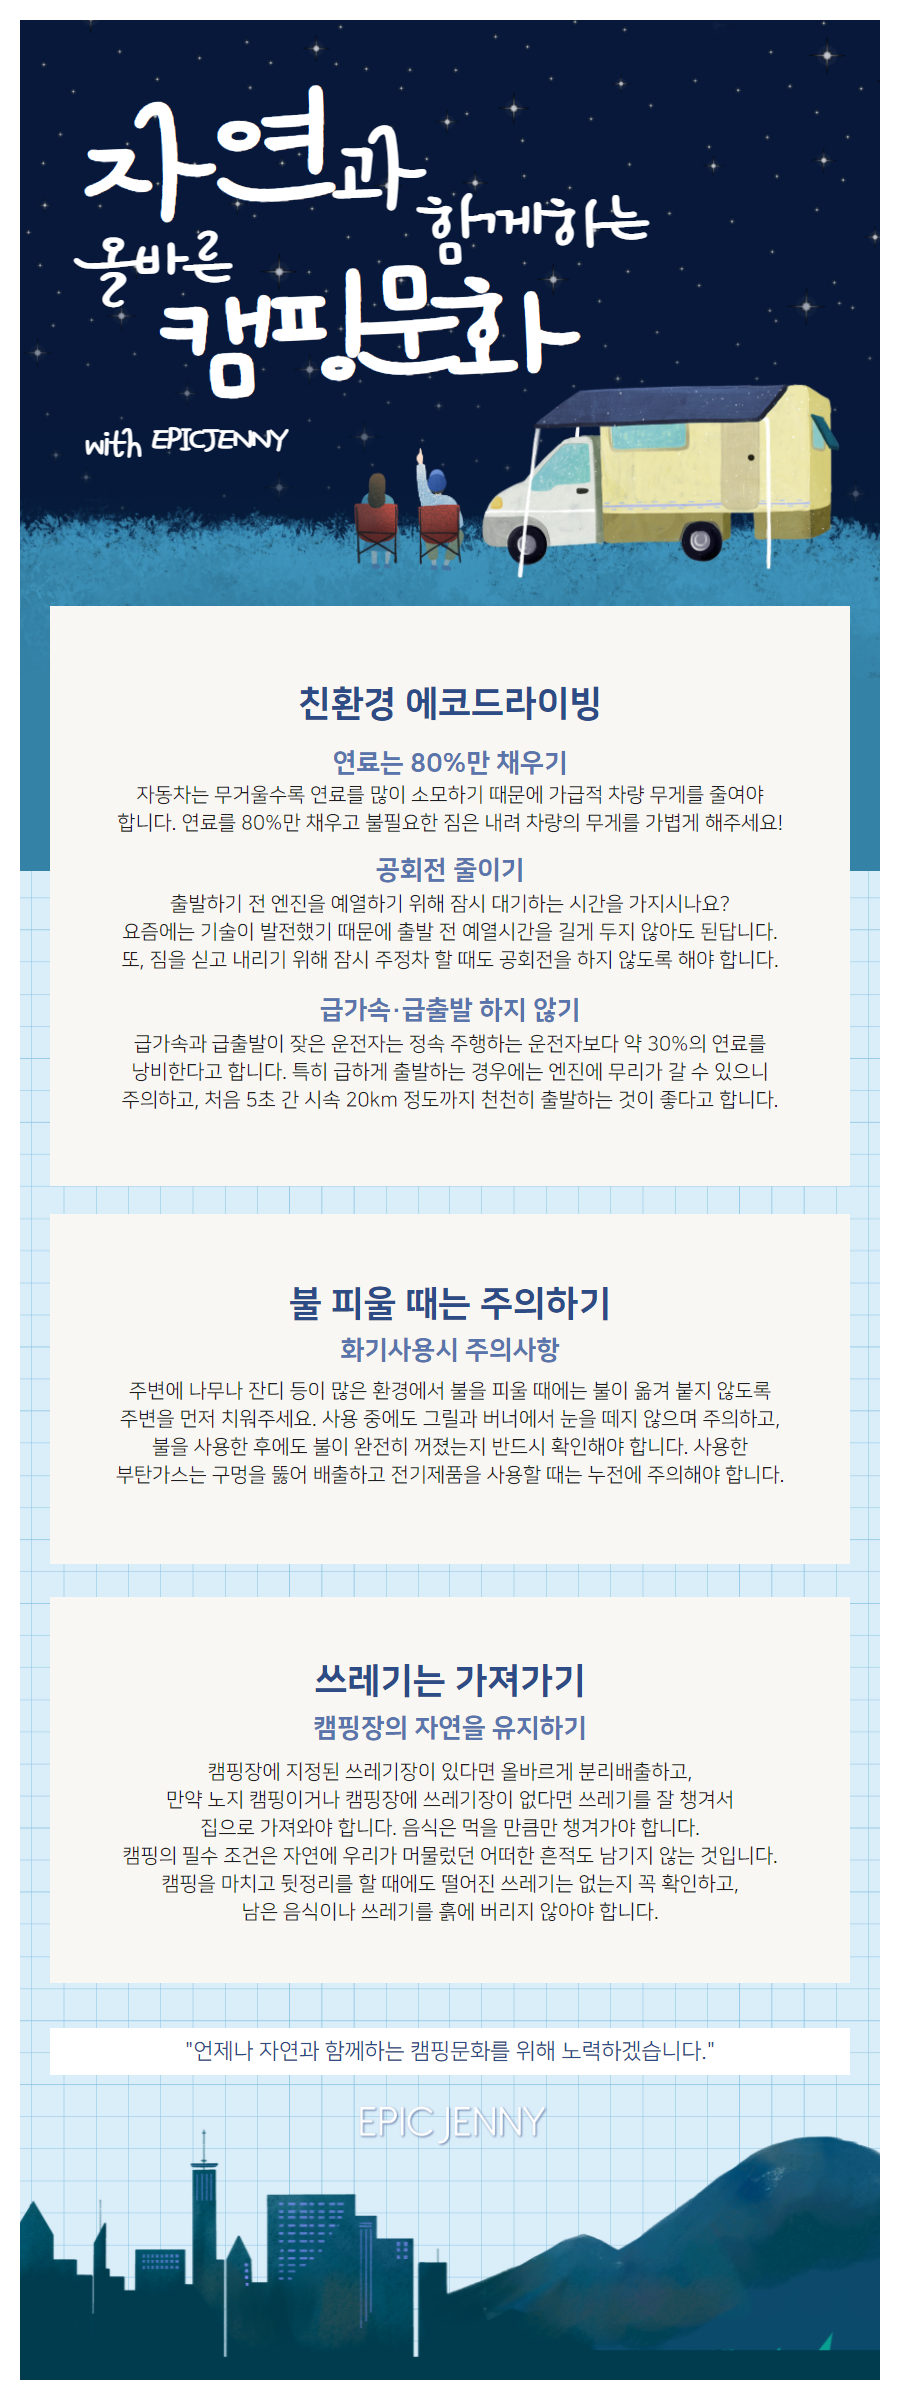 자연과 함께하는
올바른
캠핑문화
with EPICJENNY
친환경 에코드라이빙
연료는 80%만 채우기
자동차는 무거울수록 연료를 많이 소모하기 때문에 가급적 차량 무게를 줄여야
합니다. 연료를 80%만 채우고 불필요한 짐은 내려 차량의 무게를 가볍게 해주세요!
공회전 줄이기
출발하기 전 엔진을 예열하기 위해 잠시 대기하는 시간을 가지시나요?
요즘에는 기술이 발전했기 때문에 출발 전 예열시간을 길게 두지 않아도 된답니다.
또, 짐을 싣고 내리기 위해 잠시 주정차 할 때도 공회전을 하지 않도록 해야 합니다.
급가속·급출발 하지 않기
급가속과 급출발이 잦은 운전자는 정속 주행하는 운전자보다 약 30%의 연료를
낭비한다고 합니다. 특히 급하게 출발하는 경우에는 엔진에 무리가 갈 수 있으니
주의하고, 처음 5초 간 시속 20km 정도까지 천천히 출발하는 것이 좋다고 합니다.
불 피울 때는 주의하기
화기사용시 주의사항
주변에 나무나 잔디 등이 많은 환경에서 불을 피울 때에는 불이 옮겨 붙지 않도록
주변을 먼저 치워주세요. 사용 중에도 그릴과 버너에서 눈을 떼지 않으며 주의하고,
불을 사용한 후에도 불이 완전히 꺼졌는지 반드시 확인해야 합니다. 사용한
부탄가스는 구멍을 뚫어 배출하고 전기제품을 사용할 때는 누전에 주의해야 합니다.
쓰레기는 가져가기
캠핑장의 자연을 유지하기
캠핑장에 지정된 쓰레기장이 있다면 올바르게 분리배출하고,
만약 노지 캠핑이거나 캠핑장에 쓰레기장이 없다면 쓰레기를 잘 챙겨서
집으로 가져와야 합니다. 음식은 먹을 만큼만 챙겨가야 합니다.
캠핑의 필수 조건은 자연에 우리가 머물렀던 어떠한 흔적도 남기지 않는 것입니다.
캠핑을 마치고 뒷정리를 할 때에도 떨어진 쓰레기는 없는지 꼭 확인하고,
남은 음식이나 쓰레기를 흙에 버리지 않아야 합니다.
"언제나 자연과 함께하는 캠핑문화를 위해 노력하겠습니다."
EPIC JENNY